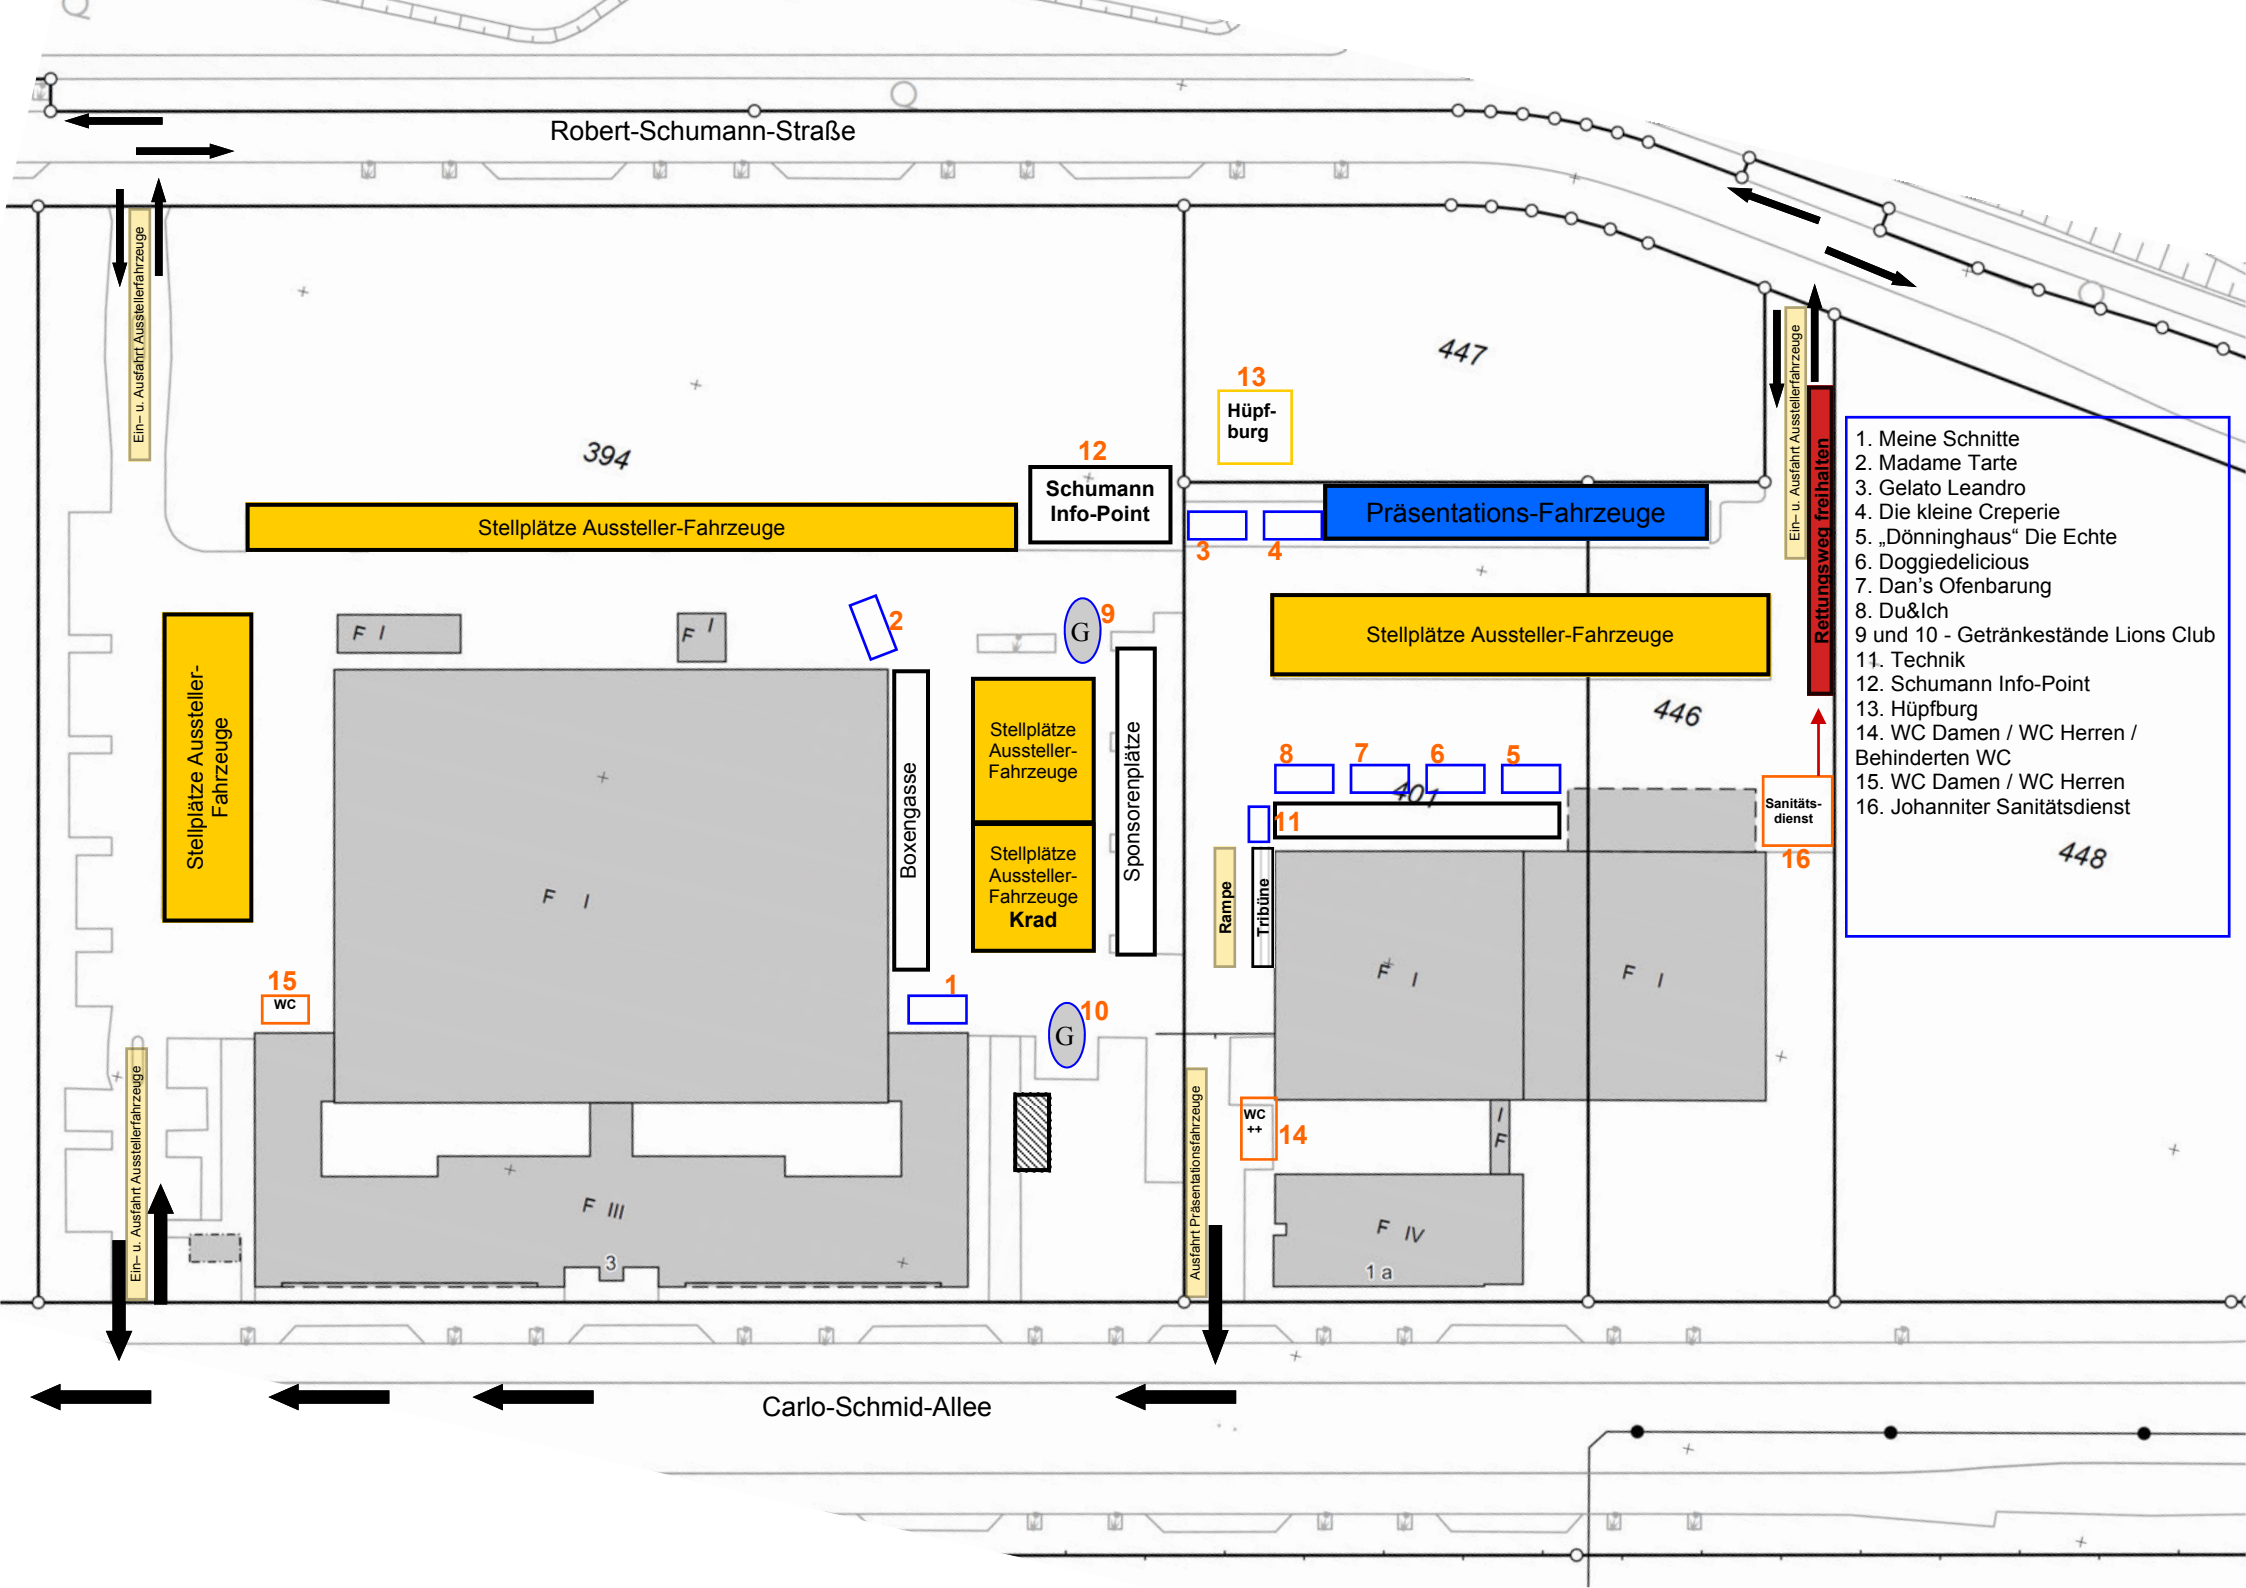 Robert-Schumann-Straße
Ein– u. Ausfahrt Ausstellerfahrzeuge
447
13
Hüpf-
burg
394
12
Schumann
Info-Point
Stellplätze Aussteller-Fahrzeuge
3
4
Präsentations-Fahrzeuge
Ein– u. Ausfahrt Ausstellerfahrzeuge
Rettungsweg freihalten
1. Meine Schnitte
2. Madame Tarte
3. Gelato Leandro
4. Die kleine Creperie
5. „Dönninghaus“ Die Echte
6. Doggiedelicious
7. Dan’s Ofenbarung
8. Du&Ich
9 und 10 - Getränkestände Lions Club
11. Technik
12. Schumann Info-Point
13. Hüpfburg
14. WC Damen / WC Herren /
Behinderten WC
15. WC Damen / WC Herren
16. Johanniter Sanitätsdienst
448
F I
F I
2
G
9
Stellplätze Aussteller-Fahrzeuge
446
Stellplätze Aussteller-
Fahrzeuge
Boxengasse
Stellplätze
Aussteller-
Fahrzeuge
Stellplätze
Aussteller-
Fahrzeuge
Krad
Sponsorenplätze
8
7
6
5
401
11
Sanitäts-
dienst
16
Rampe
Tribüne
F I
F I
F I
15
WC
1
G
10
Ein– u. Ausfahrt Ausstellerfahrzeuge
Ausfahrt Präsentationsfahrzeuge
WC
++
14
I
F
F III
3
F IV
1 a
Carlo-Schmid-Allee